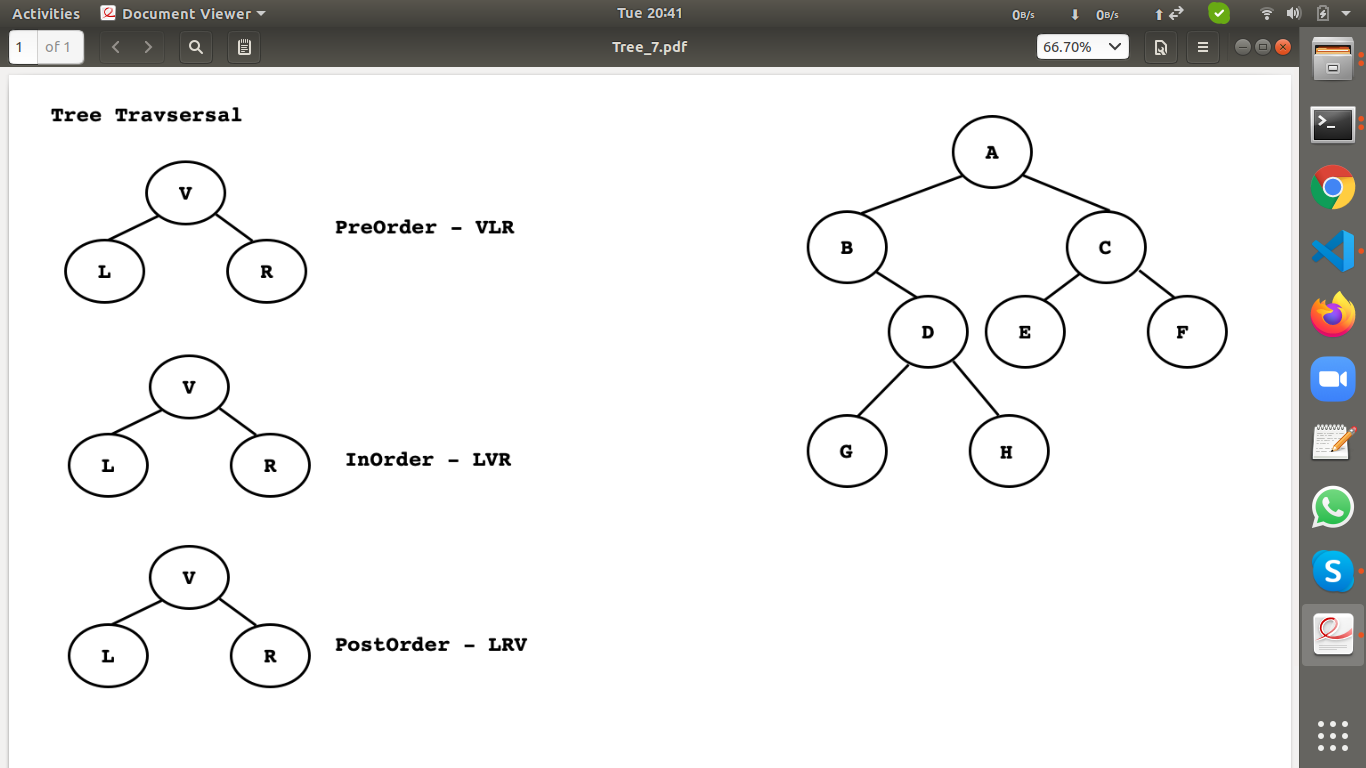 Activities Document Viewer Tue 20:41 0B/s 0B/s
1 of 1 Tree_7.pdf 66.70%
Tree Travsersal
V
L R
PreOrder - VLR
V
L R
InOrder - LVR
V
L R
PostOrder - LRV
A
B C
D E F
G H